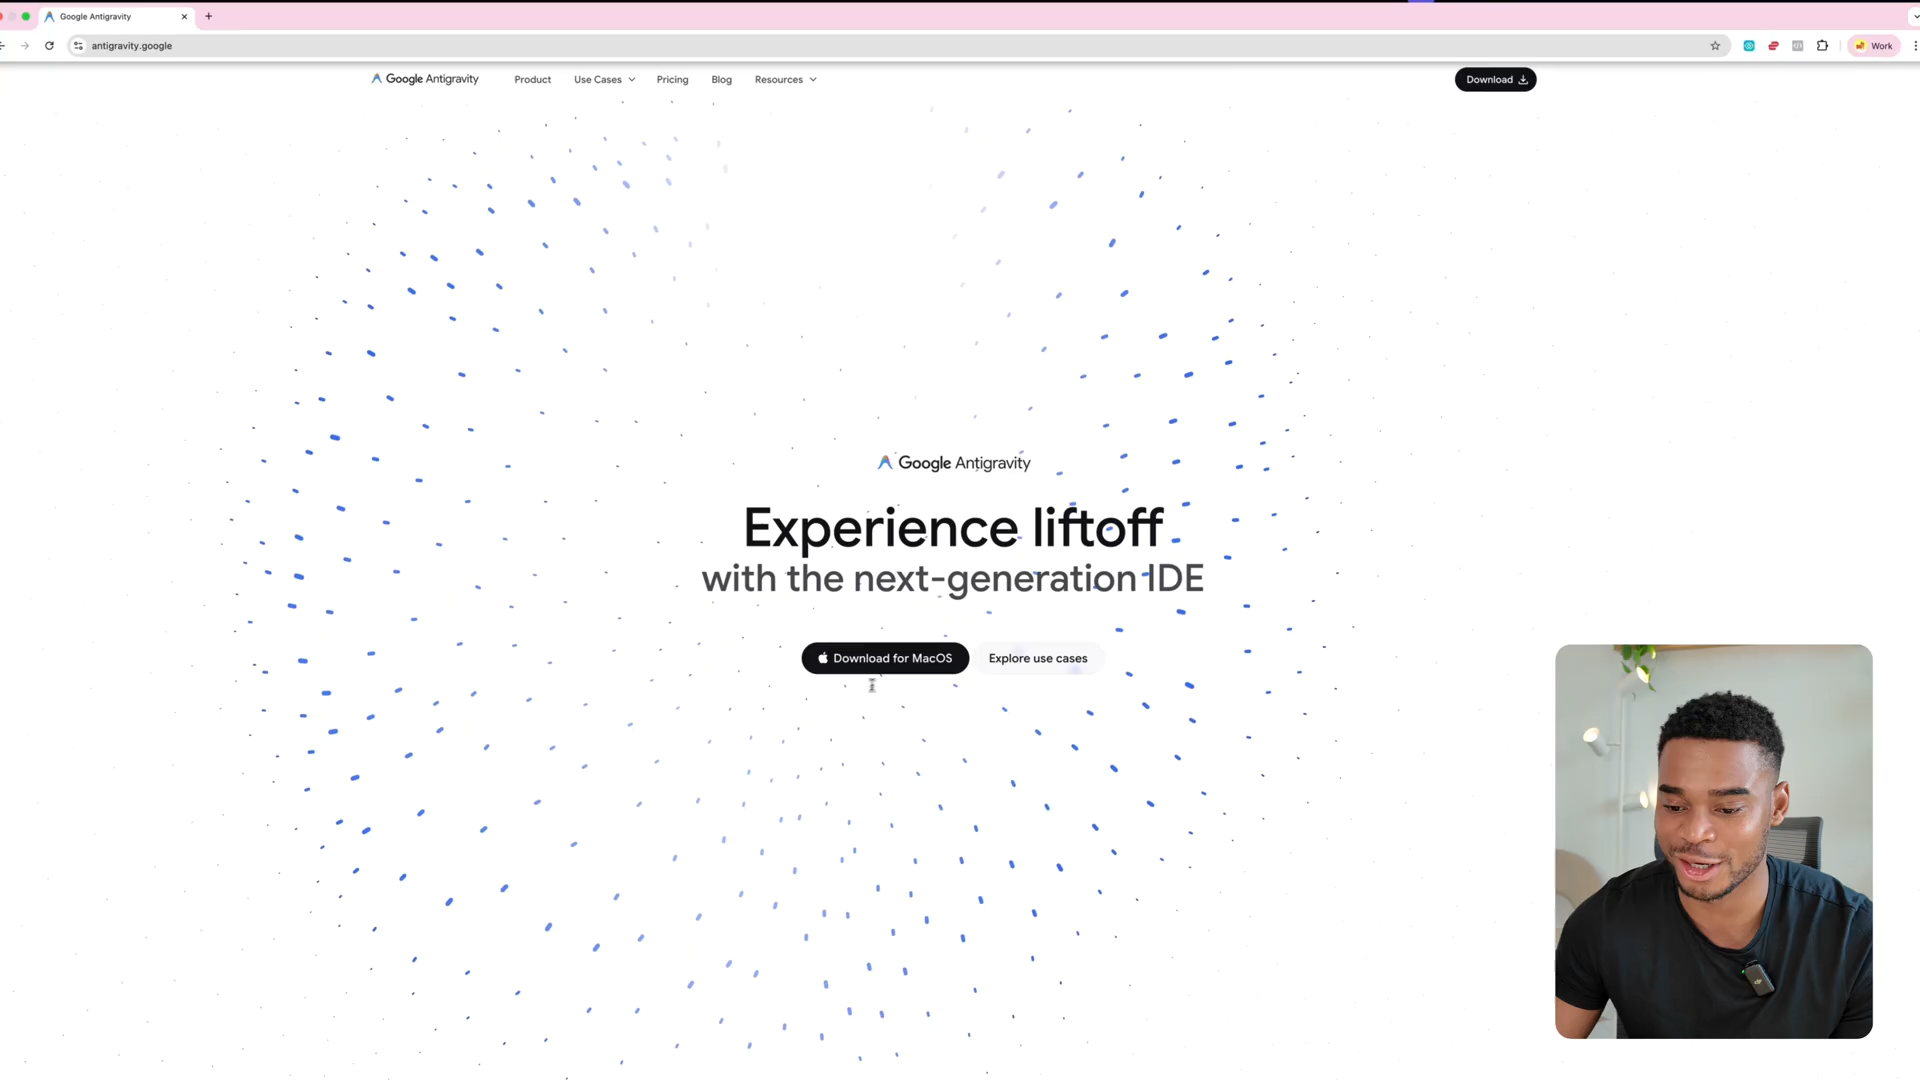 Google Antigravity
antigravity.google
Work
Google Antigravity
Product
Use Cases
Pricing
Blog
Resources
Download
Google Antigravity
Experience liftoff
with the next-generation IDE
Download for MacOS
Explore use cases